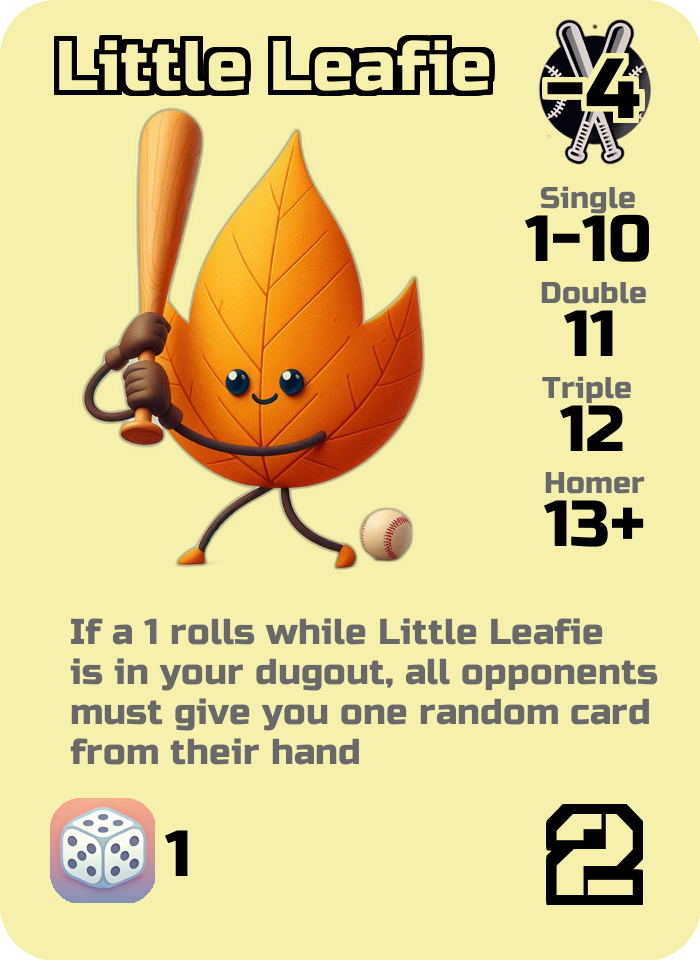 Little Leafie
-4
Single
1-10
Double
11
Triple
12
Homer
13+
If a 1 rolls while Little Leafie
is in your dugout, all opponents
must give you one random card
from their hand
1
2